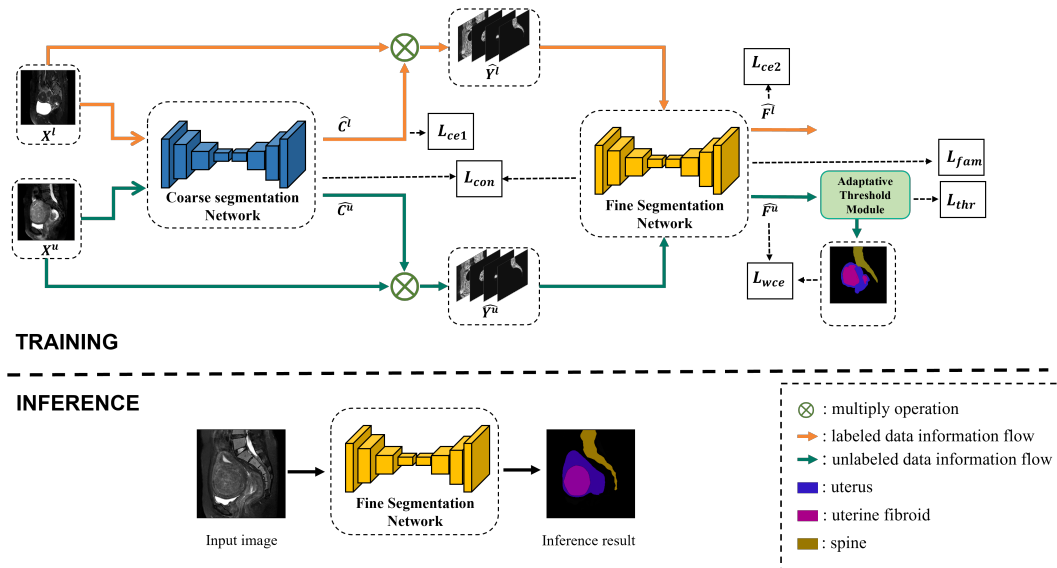 X^l
X^u
Coarse segmentation
Network
Ĉ^l
Ĉ^u
L_ce1
L_con
Ŷ^l
Ŷ^u
Fine Segmentation
Network
L_ce2
F̂^l
F̂^u
L_fam
Adaptative
Threshold
Module
L_thr
L_wce
TRAINING
INFERENCE
Input image
Fine Segmentation
Network
Inference result
: multiply operation
: labeled data information flow
: unlabeled data information flow
: uterus
: uterine fibroid
: spine